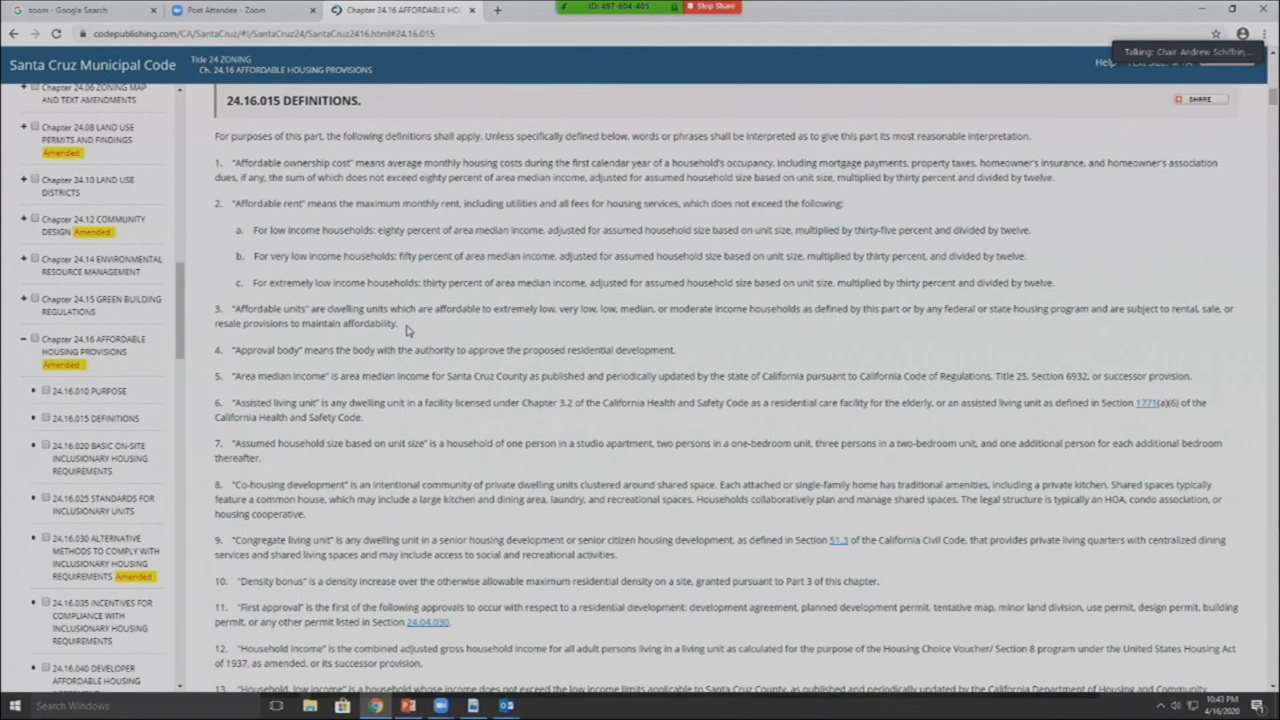 zoom - Google Search
Post Attendee - Zoom
Chapter 24.16 AFFORDABLE HO
ID: 497-604-405
Stop Share
codepublishing.com/CA/SantaCruz/#!/SantaCruz24/SantaCruz2416.html#24.16.015
Talking: Chair Andrew Schiffrin,...
Santa Cruz Municipal Code
Title 24 ZONING
Ch. 24.16 AFFORDABLE HOUSING PROVISIONS
Help
Chapter 24.06 ZONING MAP
AND TEXT AMENDMENTS
Chapter 24.08 LAND USE
PERMITS AND FINDINGS
Amended
Chapter 24.10 LAND USE
DISTRICTS
Chapter 24.12 COMMUNITY
DESIGN Amended
Chapter 24.14 ENVIRONMENTAL
RESOURCE MANAGEMENT
Chapter 24.15 GREEN BUILDING
REGULATIONS
Chapter 24.16 AFFORDABLE
HOUSING PROVISIONS
Amended
24.16.010 PURPOSE
24.16.015 DEFINITIONS
24.16.020 BASIC ON-SITE
INCLUSIONARY HOUSING
REQUIREMENTS
24.16.025 STANDARDS FOR
INCLUSIONARY UNITS
24.16.030 ALTERNATIVE
METHODS TO COMPLY WITH
INCLUSIONARY HOUSING
REQUIREMENTS Amended
24.16.035 INCENTIVES FOR
COMPLIANCE WITH
INCLUSIONARY HOUSING
REQUIREMENTS
24.16.040 DEVELOPER
AFFORDABLE HOUSING
24.16.015 DEFINITIONS.
SHARE
For purposes of this part, the following definitions shall apply. Unless specifically defined below, words or phrases shall be interpreted as to give this part its most reasonable interpretation.
1. “Affordable ownership cost” means average monthly housing costs during the first calendar year of a household’s occupancy, including mortgage payments, property taxes, homeowner’s insurance, and homeowner’s association
dues, if any, the sum of which does not exceed eighty percent of area median income, adjusted for assumed household size based on unit size, multiplied by thirty percent and divided by twelve.
2. “Affordable rent” means the maximum monthly rent, including utilities and all fees for housing services, which does not exceed the following:
a. For low income households: eighty percent of area median income, adjusted for assumed household size based on unit size, multiplied by thirty-five percent and divided by twelve.
b. For very low income households: fifty percent of area median income, adjusted for assumed household size based on unit size, multiplied by thirty percent, and divided by twelve.
c. For extremely low income households: thirty percent of area median income, adjusted for assumed household size based on unit size, multiplied by thirty percent and divided by twelve.
3. “Affordable units” are dwelling units which are affordable to extremely low, very low, low, median, or moderate income households as defined by this part or by any federal or state housing program and are subject to rental, sale, or
resale provisions to maintain affordability.
4. “Approval body” means the body with the authority to approve the proposed residential development.
5. “Area median income” is area median income for Santa Cruz County as published and periodically updated by the state of California pursuant to California Code of Regulations, Title 25, Section 6932, or successor provision.
6. “Assisted living unit” is any dwelling unit in a facility licensed under Chapter 3.2 of the California Health and Safety Code as a residential care facility for the elderly, or an assisted living unit as defined in Section 1771(a)(6) of the
California Health and Safety Code.
7. “Assumed household size based on unit size” is a household of one person in a studio apartment, two persons in a one-bedroom unit, three persons in a two-bedroom unit, and one additional person for each additional bedroom
thereafter.
8. “Co-housing development” is an intentional community of private dwelling units clustered around shared space. Each attached or single-family home has traditional amenities, including a private kitchen. Shared spaces typically
feature a common house, which may include a large kitchen and dining area, laundry, and recreational spaces. Households collaboratively plan and manage shared spaces. The legal structure is typically an HOA, condo association, or
housing cooperative.
9. “Congregate living unit” is any dwelling unit in a senior housing development or senior citizen housing development, as defined in Section 51.3 of the California Civil Code, that provides private living quarters with centralized dining
services and shared living spaces and may include access to social and recreational activities.
10. “Density bonus” is a density increase over the otherwise allowable maximum residential density on a site, granted pursuant to Part 3 of this chapter.
11. “First approval” is the first of the following approvals to occur with respect to a residential development: development agreement, planned development permit, tentative map, minor land division, use permit, design permit, building
permit, or any other permit listed in Section 24.04.030.
12. “Household income” is the combined adjusted gross household income for all adult persons living in a living unit as calculated for the purpose of the Housing Choice Voucher/ Section 8 program under the United States Housing Act
of 1937, as amended, or its successor provision.
13. “Household, low income” is a household whose income does not exceed the low income limits applicable to Santa Cruz County, as published and periodically updated by the California Department of Housing and Community
Search Windows
10:43 PM
4/16/2020